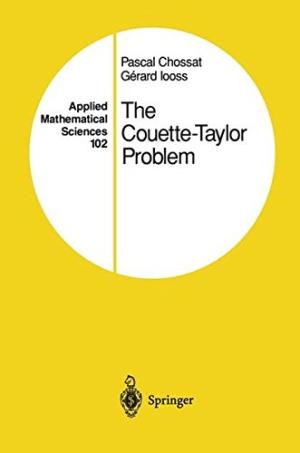 Pascal Chossat
Gérard Iooss
Applied
Mathematical
Sciences
102
The
Couette-Taylor
Problem
Springer